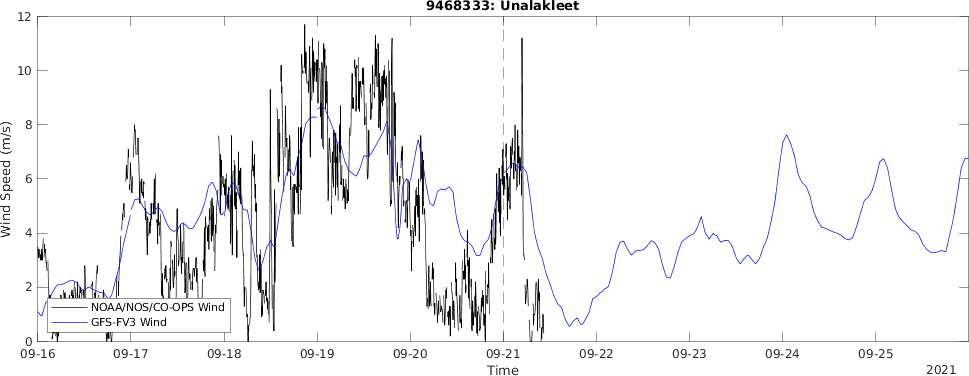 9468333: Unalakleet
Wind Speed (m/s)
12
10
8
6
4
2
0
NOAA/NOS/CO-OPS Wind
GFS-FV3 Wind
09-16 09-17 09-18 09-19 09-20 09-21 09-22 09-23 09-24 09-25
Time
2021